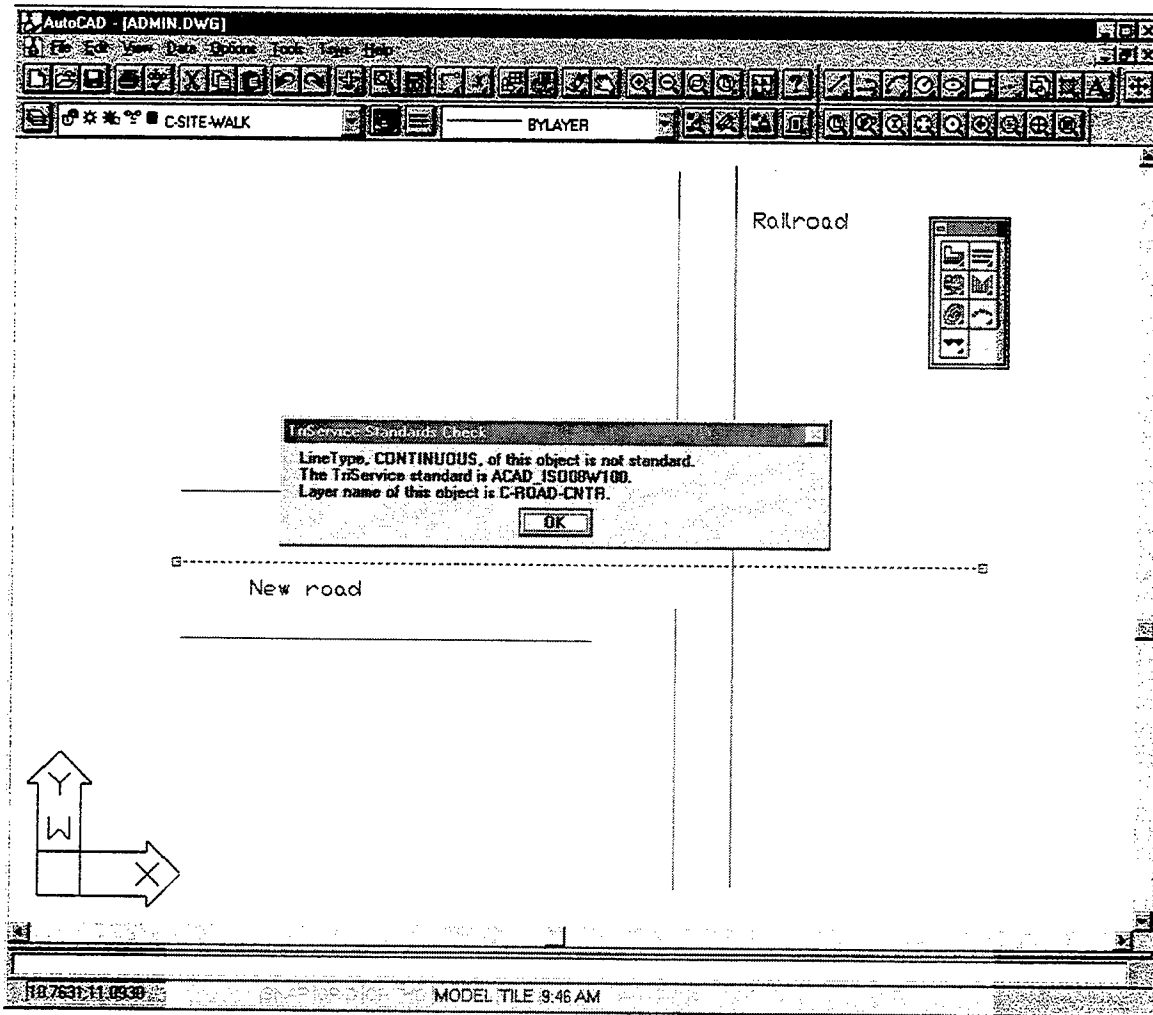 AutoCAD - [ADMIN.DWG]
File Edit View Data Options Tools Help
C-SITE-WALK
BYLAYER
Railroad
TriService Standards Check
LineType, CONTINUOUS, of this object is not standard.
The TriService standard is ACAD_ISO08W100.
Layer name of this object is C-ROAD-CNTR.
OK
New road
Y
W
X
MODEL TILE 9:46 AM